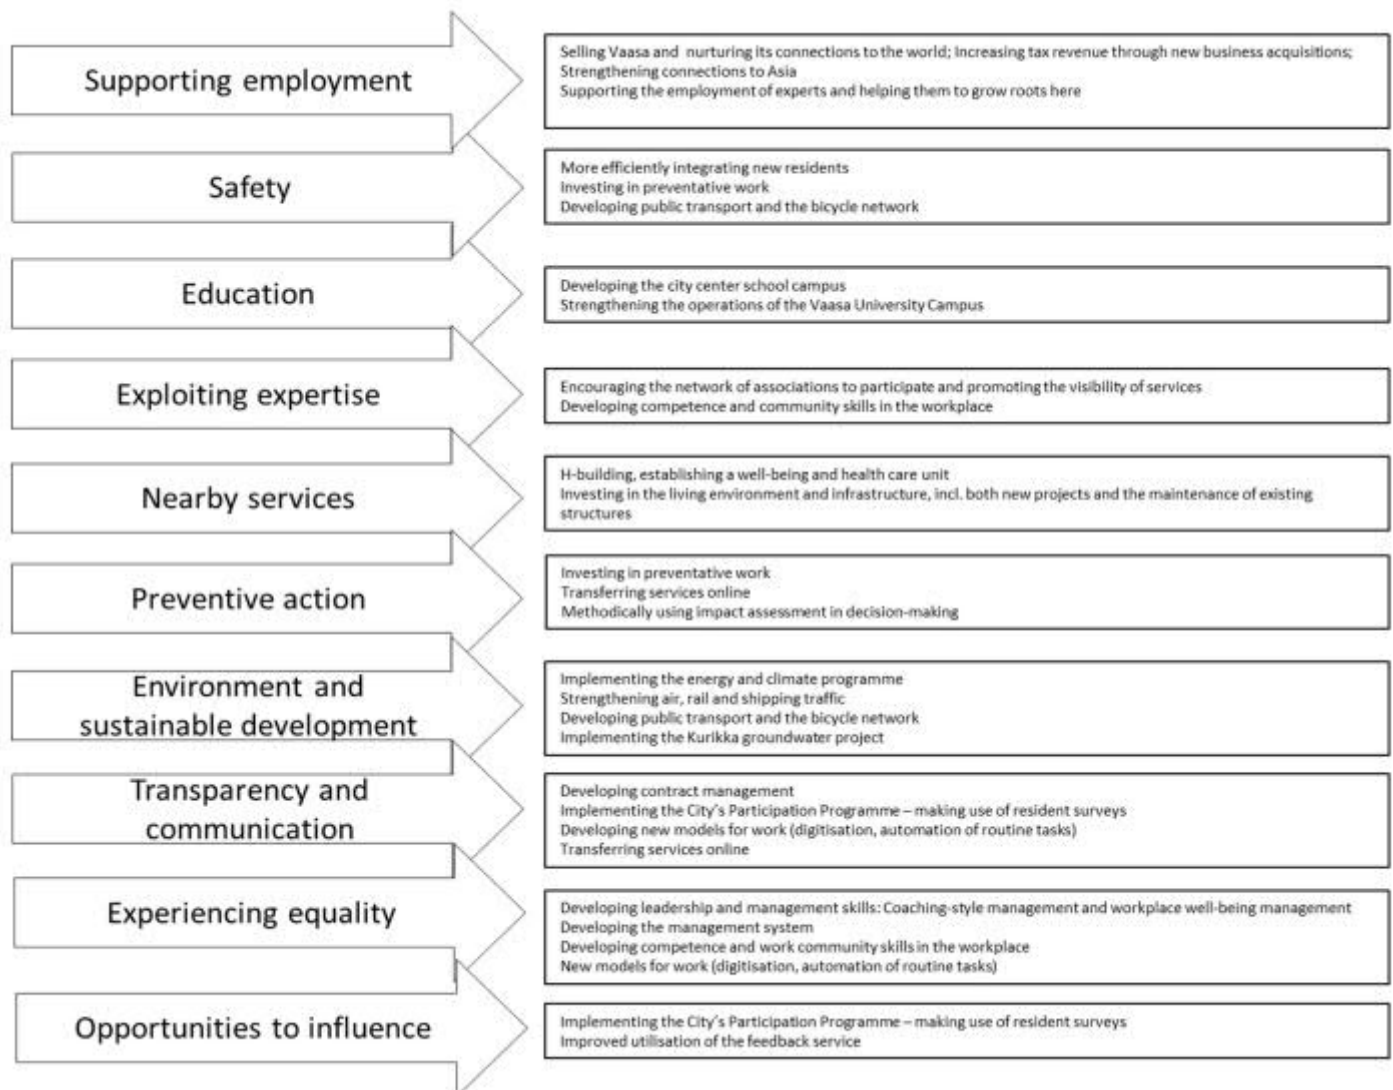 Supporting employment
Selling Vaasa and nurturing its connections to the world; Increasing tax revenue through new business acquisitions;
Strengthening connections to Asia
Supporting the employment of experts and helping them to grow roots here
Safety
More efficiently integrating new residents
Investing in preventative work
Developing public transport and the bicycle network
Education
Developing the city center school campus
Strengthening the operations of the Vaasa University Campus
Exploiting expertise
Encouraging the network of associations to participate and promoting the visibility of services
Developing competence and community skills in the workplace
Nearby services
H-building, establishing a well-being and health care unit
Investing in the living environment and infrastructure, incl. both new projects and the maintenance of existing
structures
Preventive action
Investing in preventative work
Transferring services online
Methodically using impact assessment in decision-making
Environment and
sustainable development
Implementing the energy and climate programme
Strengthening air, rail and shipping traffic
Developing public transport and the bicycle network
Implementing the Kurikka groundwater project
Transparency and
communication
Developing contract management
Implementing the City's Participation Programme – making use of resident surveys
Developing new models for work (digitisation, automation of routine tasks)
Transferring services online
Experiencing equality
Developing leadership and management skills: Coaching-style management and workplace well-being management
Developing the management system
Developing competence and work community skills in the workplace
New models for work (digitisation, automation of routine tasks)
Opportunities to influence
Implementing the City's Participation Programme – making use of resident surveys
Improved utilisation of the feedback service